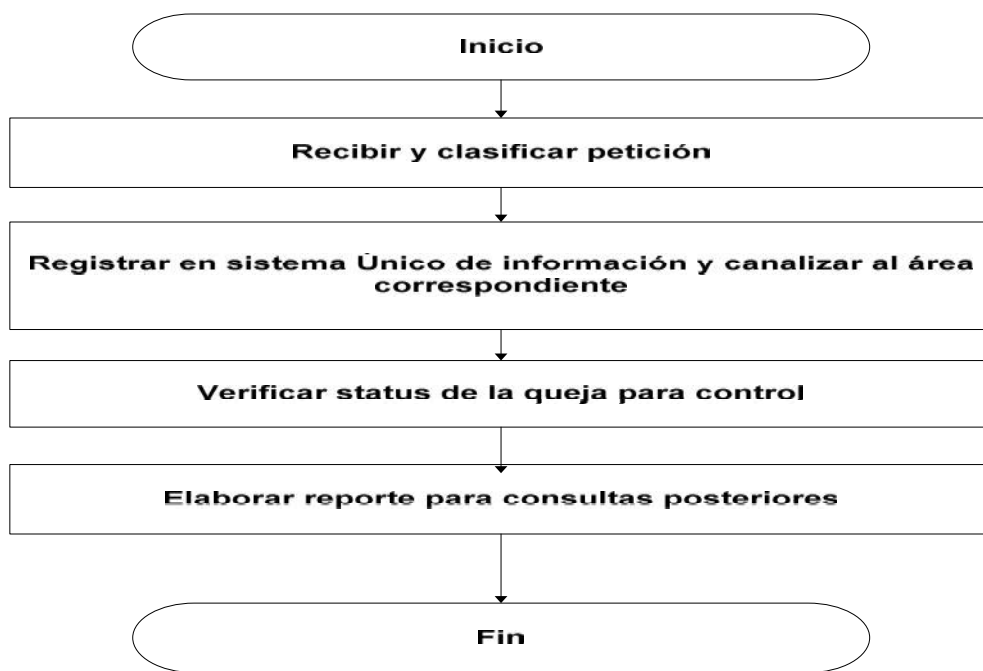 Inicio
Recibir y clasificar petición
Registrar en sistema Único de información y canalizar al área
correspondiente
Verificar status de la queja para control
Elaborar reporte para consultas posteriores
Fin